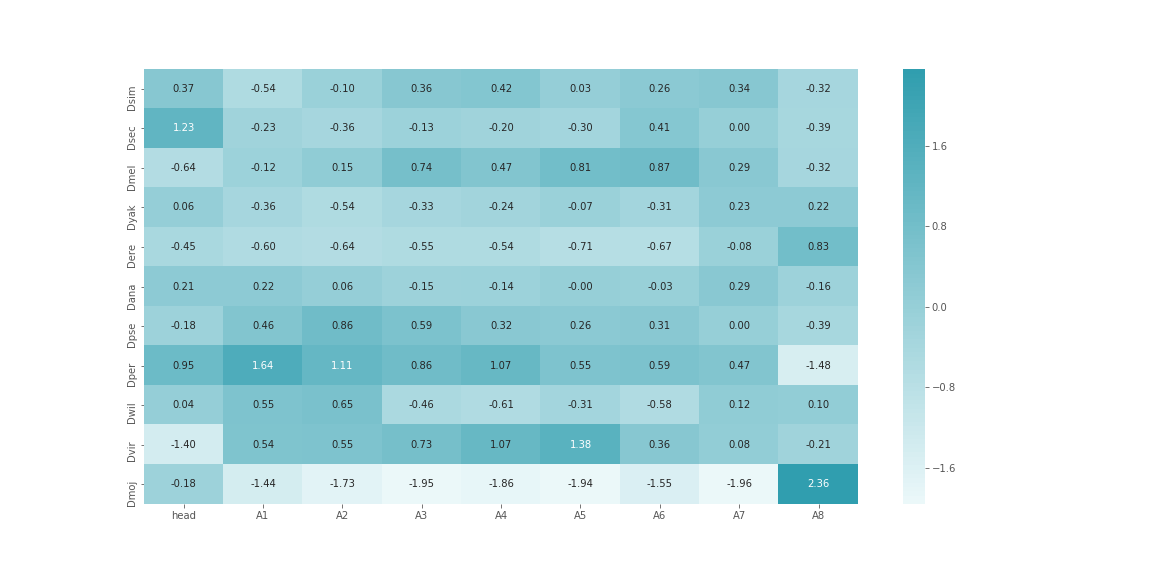 Dsim 0.37 -0.54 -0.10 0.36 0.42 0.03 0.26 0.34 -0.32
Dsec 1.23 -0.23 -0.36 -0.13 -0.20 -0.30 0.41 0.00 -0.39
Dmel -0.64 -0.12 0.15 0.74 0.47 0.81 0.87 0.29 -0.32
Dyak 0.06 -0.36 -0.54 -0.33 -0.24 -0.07 -0.31 0.23 0.22
Dere -0.45 -0.60 -0.64 -0.55 -0.54 -0.71 -0.67 -0.08 0.83
Dana 0.21 0.22 0.06 -0.15 -0.14 -0.00 -0.03 0.29 -0.16
Dpse -0.18 0.46 0.86 0.59 0.32 0.26 0.31 0.00 -0.39
Dper 0.95 1.64 1.11 0.86 1.07 0.55 0.59 0.47 -1.48
Dwil 0.04 0.55 0.65 -0.46 -0.61 -0.31 -0.58 0.12 0.10
Dvir -1.40 0.54 0.55 0.73 1.07 1.38 0.36 0.08 -0.21
Dmoj -0.18 -1.44 -1.73 -1.95 -1.86 -1.94 -1.55 -1.96 2.36
head A1 A2 A3 A4 A5 A6 A7 A8
1.6
0.8
0.0
−0.8
−1.6